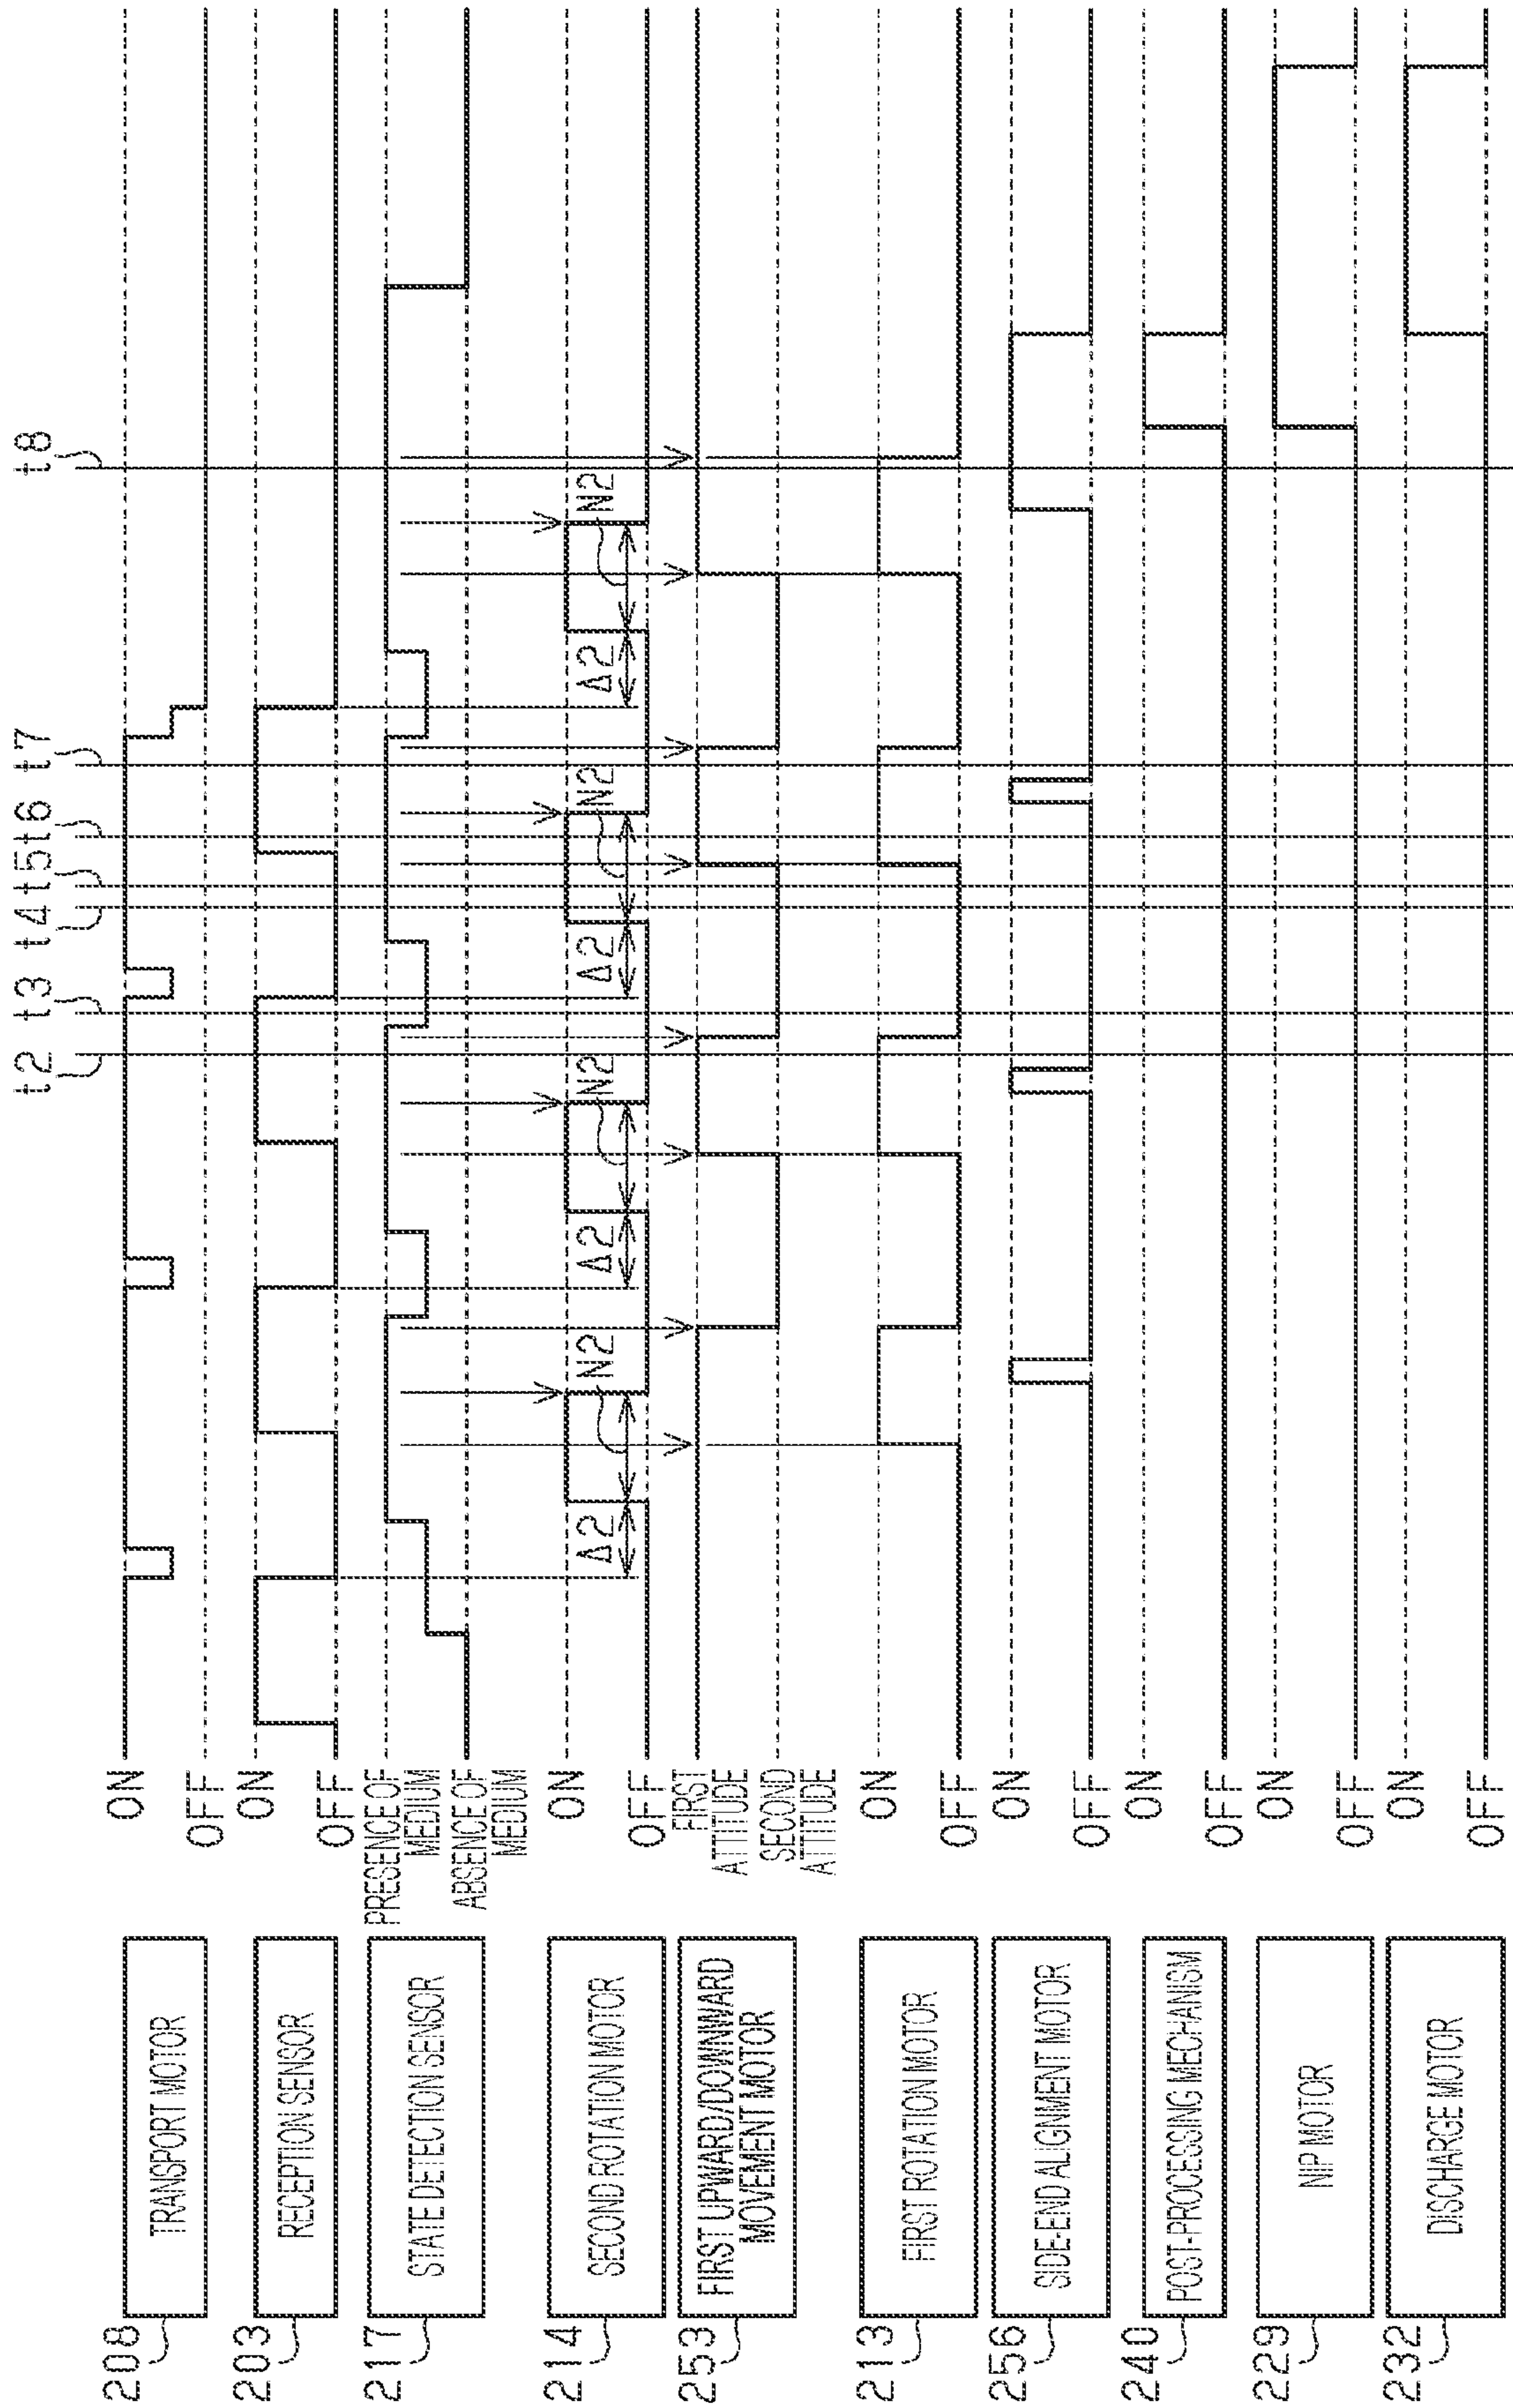 t2 t3 t4 t5 t6 t7 t8
208 TRANSPORT MOTOR ON
OFF
203 RECEPTION SENSOR ON
OFF
217 STATE DETECTION SENSOR PRESENCE OF
MEDIUM
ABSENCE OF
MEDIUM
214 SECOND ROTATION MOTOR ON
OFF
Δ2 N2 Δ2 N2 Δ2 N2 Δ2 N2
253 FIRST UPWARD/DOWNWARD
MOVEMENT MOTOR
FIRST
ATTITUDE
SECOND
ATTITUDE
213 FIRST ROTATION MOTOR ON
OFF
256 SIDE-END ALIGNMENT MOTOR ON
OFF
240 POST-PROCESSING MECHANISM ON
OFF
229 NIP MOTOR ON
OFF
232 DISCHARGE MOTOR ON
OFF